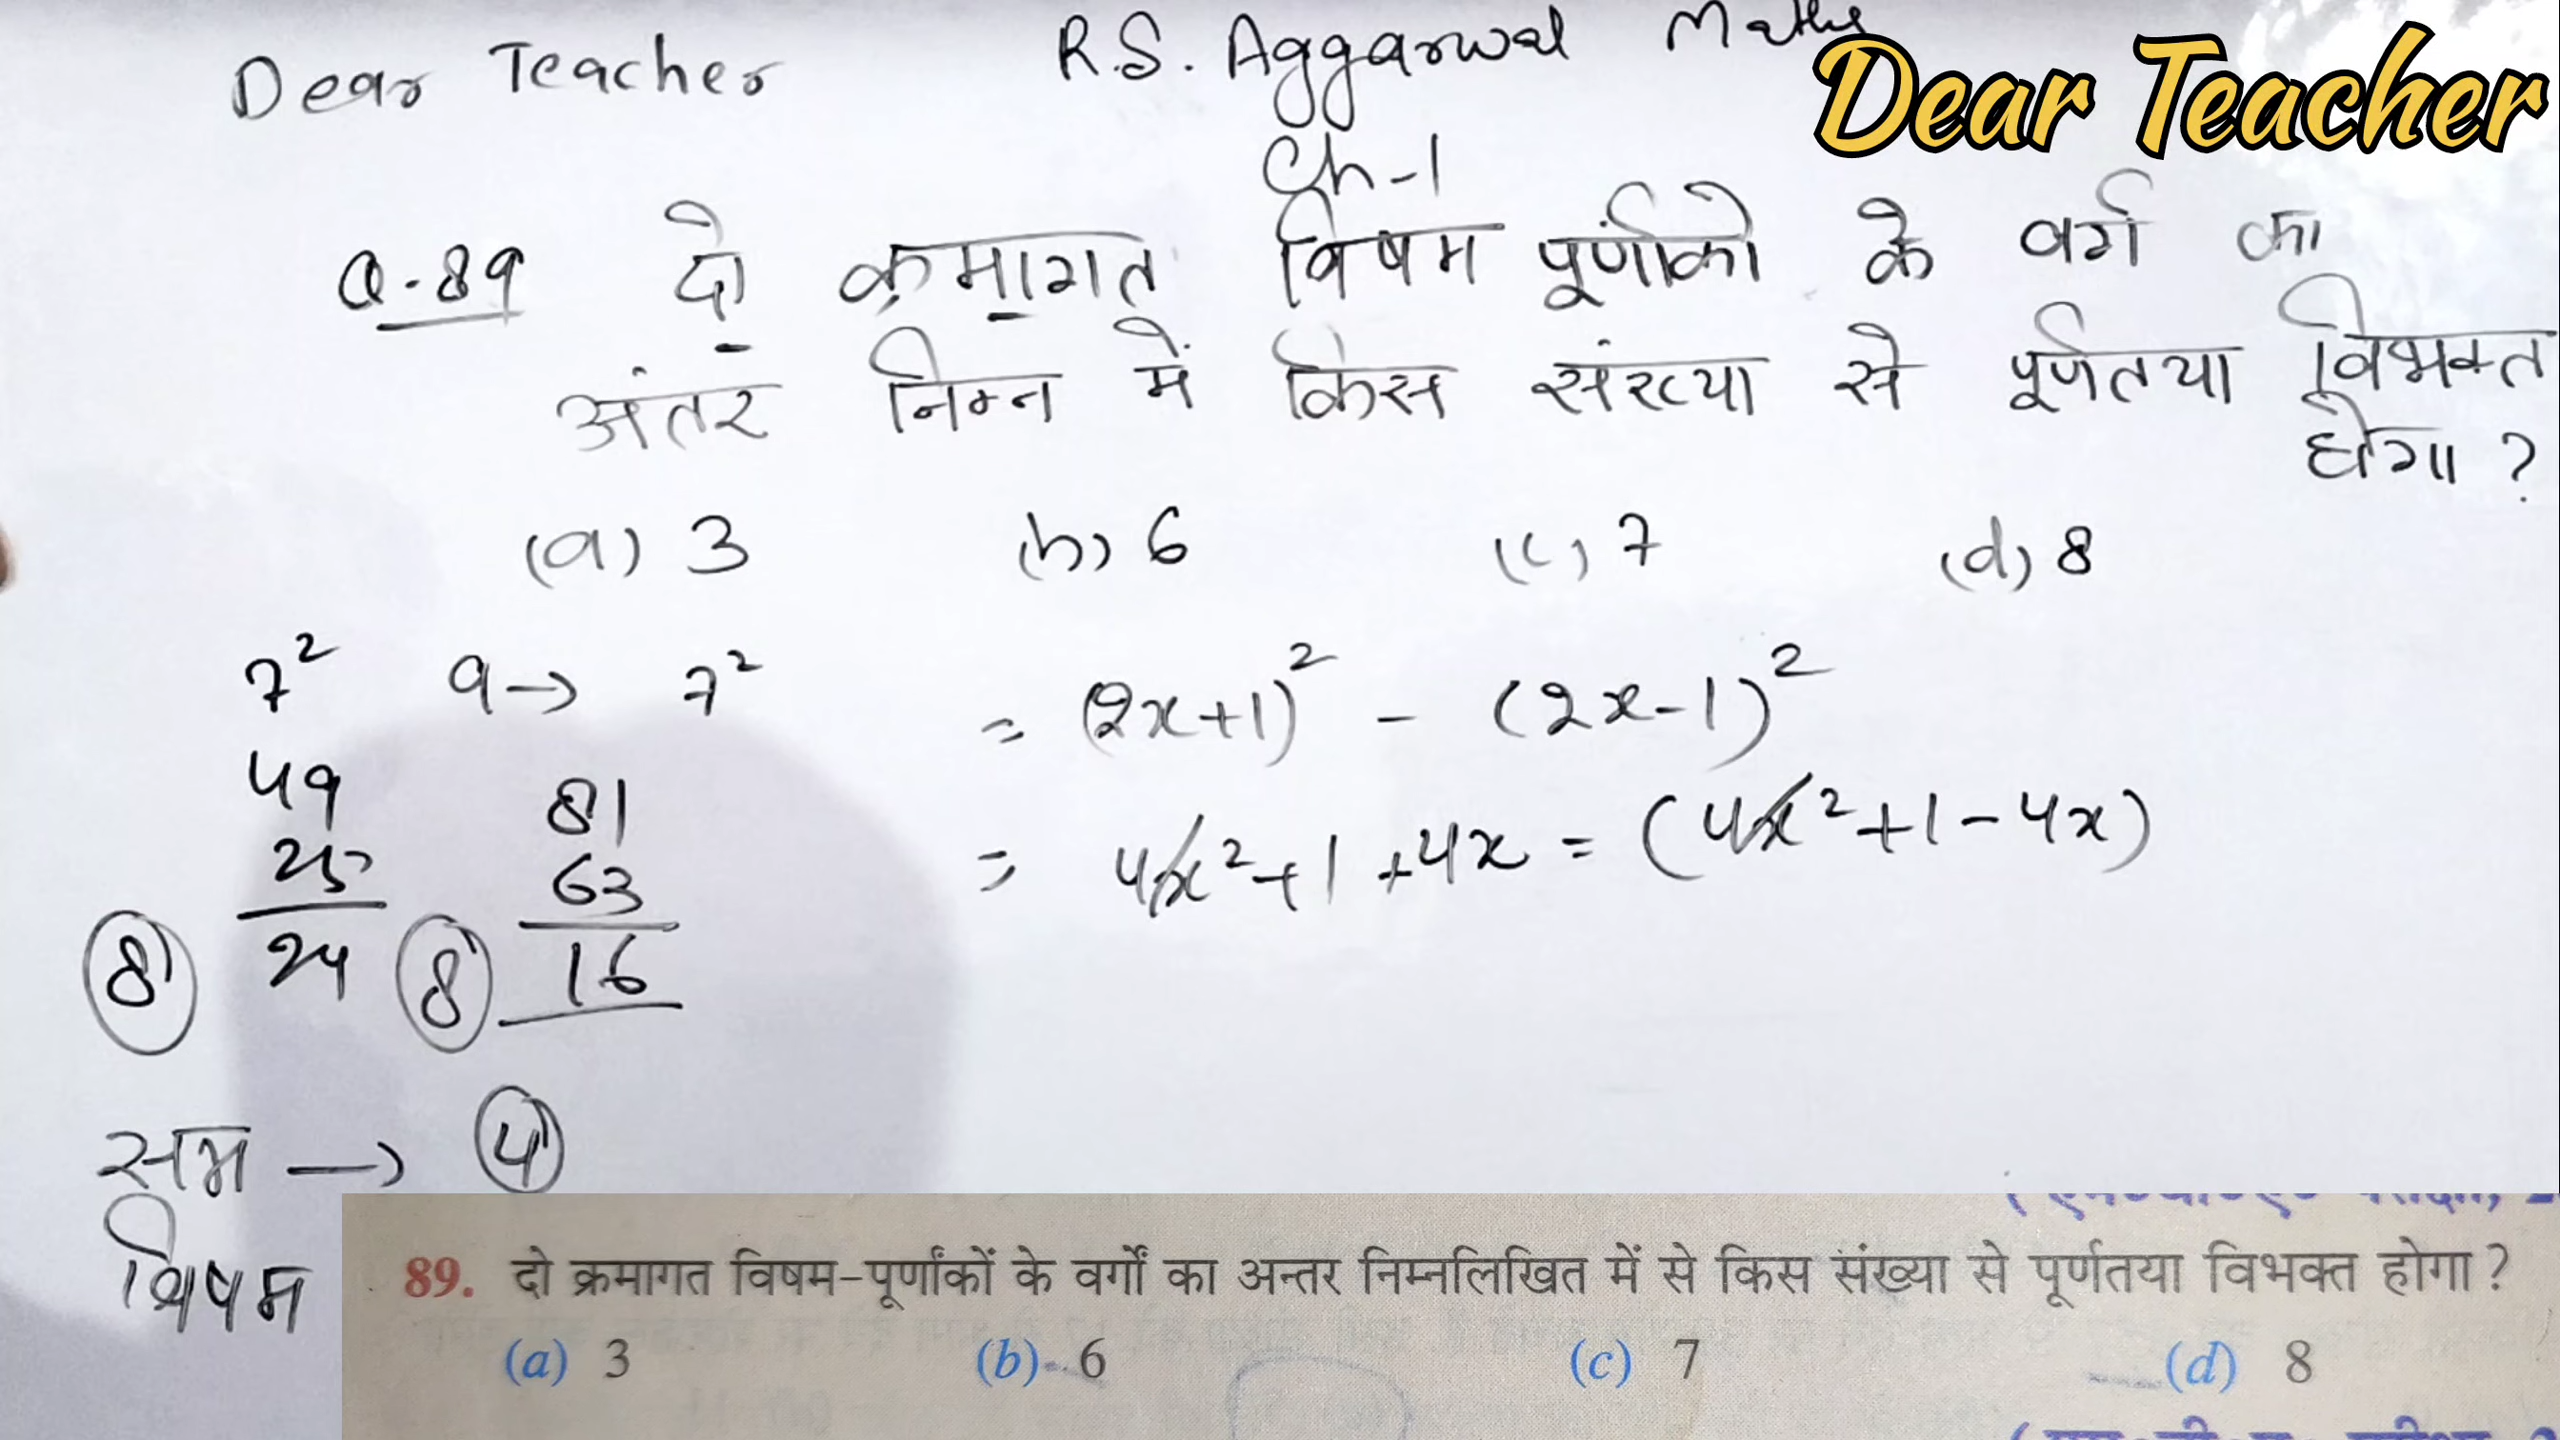 Dear Teacher R.S. Aggarwal Maths
Dear Teacher
Ch-1
Q.89 दो क्रमागत विषम पूर्णांको के वर्ग का
अंतर निम्न में किस संख्या से पूर्णतया विभक्त
होगा ?
(a) 3 (b) 6 (c) 7 (d) 8
7² 9→ 7² = (2x+1)² - (2x-1)²
49 81 = 4x²+1+4x = (4x²+1-4x)
25 63
8 24 8 16
सम → 4
विषम
89. दो क्रमागत विषम-पूर्णांकों के वर्गों का अन्तर निम्नलिखित में से किस संख्या से पूर्णतया विभक्त होगा ?
(a) 3 (b) 6 (c) 7 (d) 8